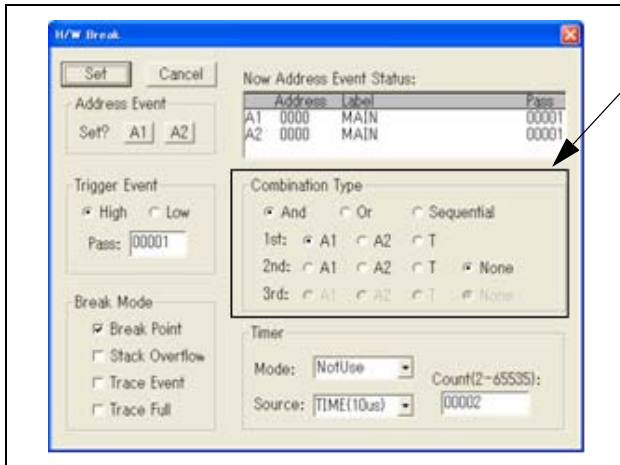 H/W Break
Set Cancel
Address Event
Set? A1 A2
Now Address Event Status:
Address Label Pass
A1 0000 MAIN 00001
A2 0000 MAIN 00001
Trigger Event
High Low
Pass: 00001
Combination Type
And Or Sequential
1st: A1 A2 T
2nd: A1 A2 T None
3rd: A1 A2 T None
Break Mode
Break Point
Stack Overflow
Trace Event
Trace Full
Timer
Mode: NotUse
Count(2-65535):
Source: TIME(10us) 00002